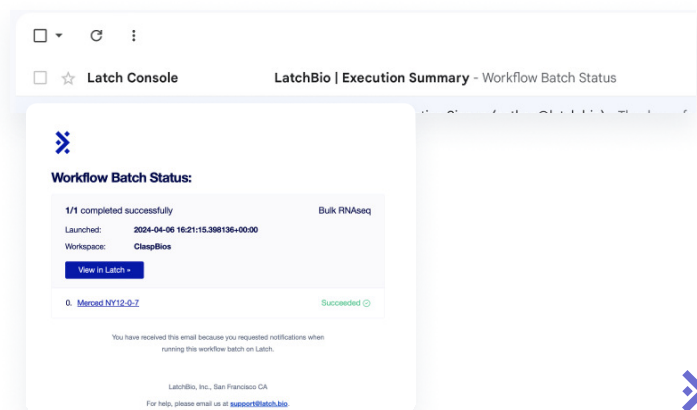 Latch Console LatchBio | Execution Summary - Workflow Batch Status
Workflow Batch Status:
1/1 completed successfully Bulk RNAseq
Launched: 2024-04-06 16:21:15.398136+00:00
Workspace: ClaspBios
View in Latch »
0. Merced NY12-0-7 Succeeded
You have received this email because you requested notifications when
running this workflow batch on Latch.
LatchBio, Inc., San Francisco CA
For help, please email us at support@latch.bio.